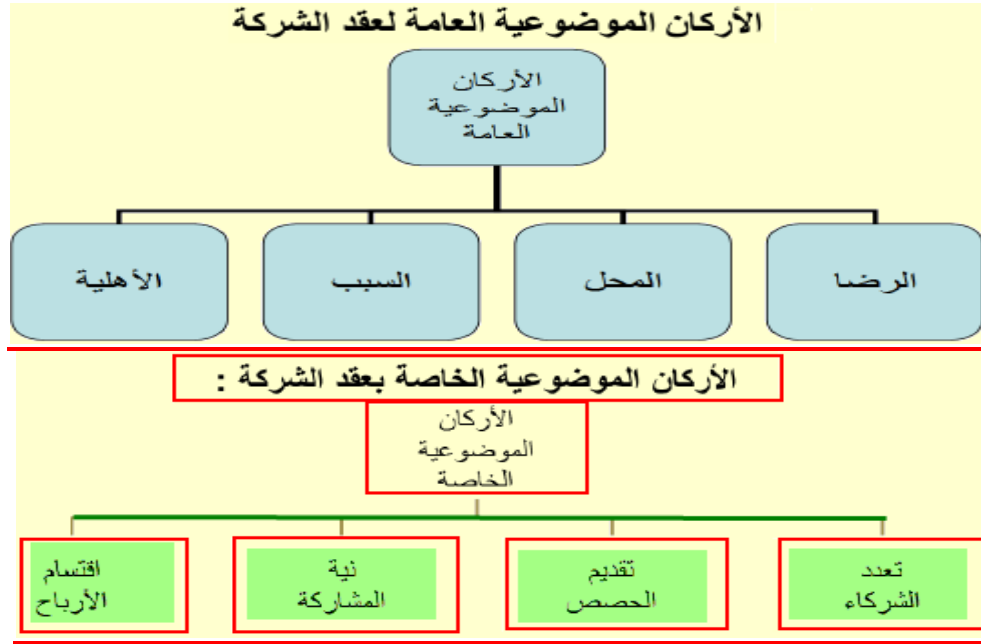 الأركان الموضوعية العامة لعقد الشركة
الأركان
الموضوعية
العامة
الرضا
المحل
السبب
الأهلية
الأركان الموضوعية الخاصة بعقد الشركة :
الأركان
الموضوعية
الخاصة
تعدد
الشركاء
تقديم
الحصص
نية
المشاركة
اقتسام
الأرباح